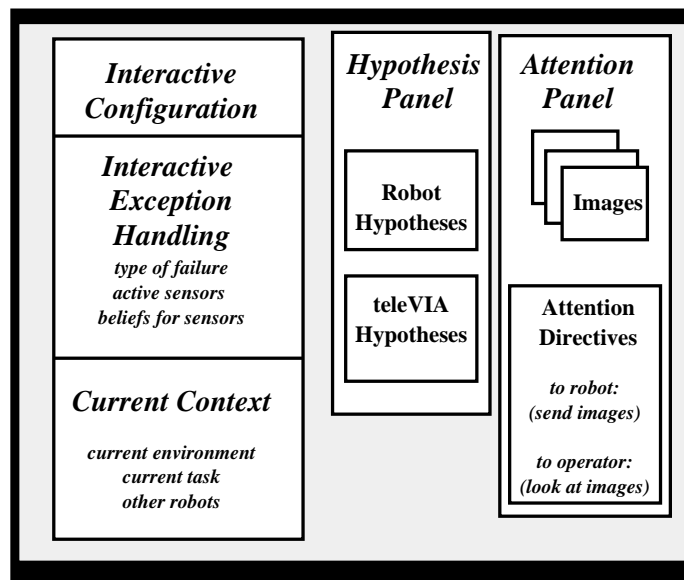 Interactive
Configuration
Interactive
Exception
Handling
type of failure
active sensors
beliefs for sensors
Current Context
current environment
current task
other robots
Hypothesis
Panel
Robot
Hypotheses
teleVIA
Hypotheses
Attention
Panel
Images
Attention
Directives
to robot:
(send images)
to operator:
(look at images)